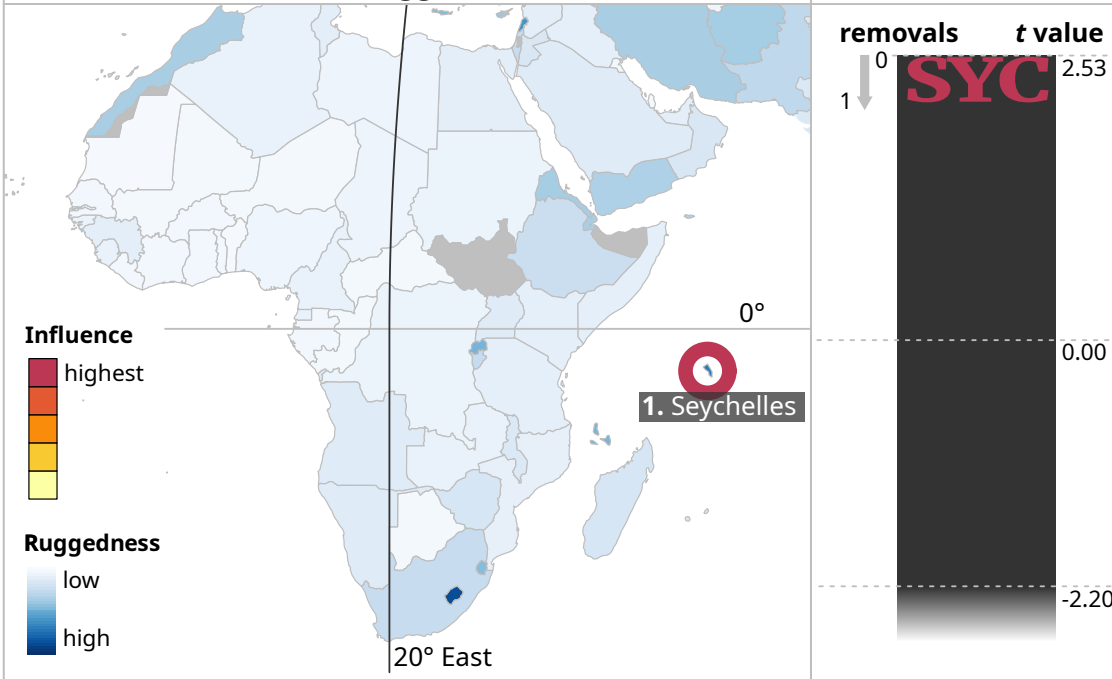 removals t value
0
SYC
2.53
1
0°
Influence
highest
0.00
1. Seychelles
Ruggedness
low
-2.20
high
20° East